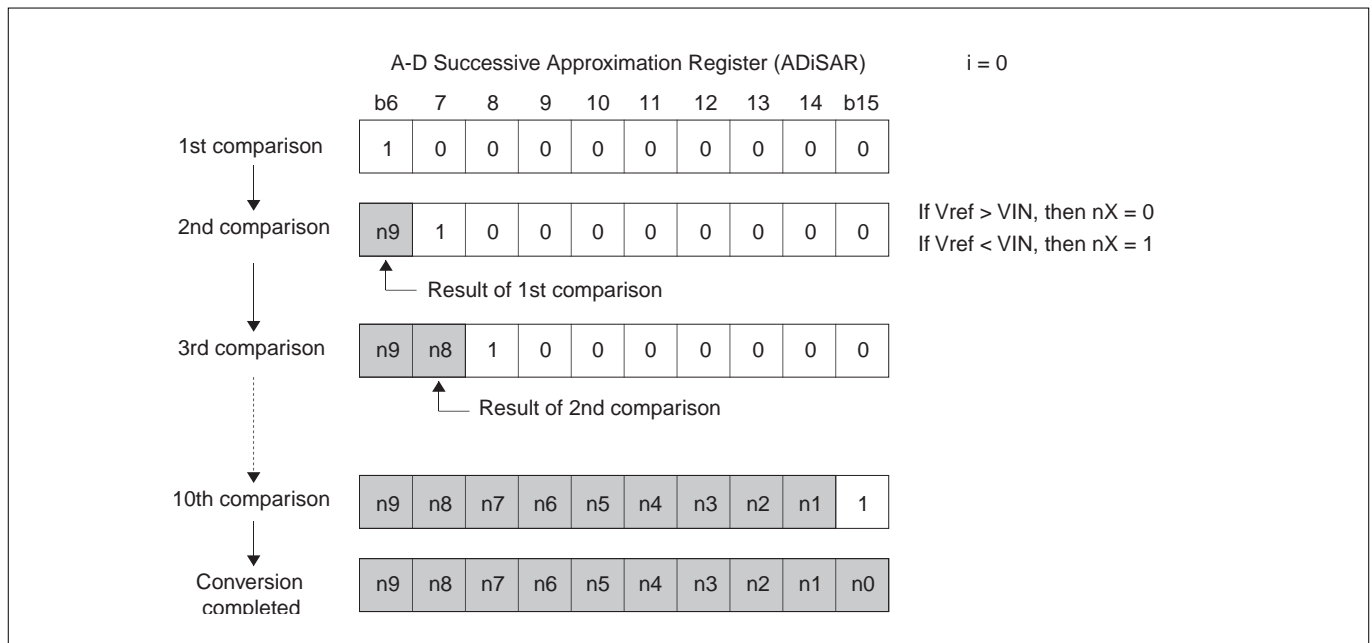 A-D Successive Approximation Register (ADiSAR) i = 0
b6 7 8 9 10 11 12 13 14 b15
1st comparison 1 0 0 0 0 0 0 0 0 0
2nd comparison n9 1 0 0 0 0 0 0 0 0
If Vref > VIN, then nX = 0
If Vref < VIN, then nX = 1
Result of 1st comparison
3rd comparison n9 n8 1 0 0 0 0 0 0 0
Result of 2nd comparison
10th comparison n9 n8 n7 n6 n5 n4 n3 n2 n1 1
Conversion
completed
n9 n8 n7 n6 n5 n4 n3 n2 n1 n0